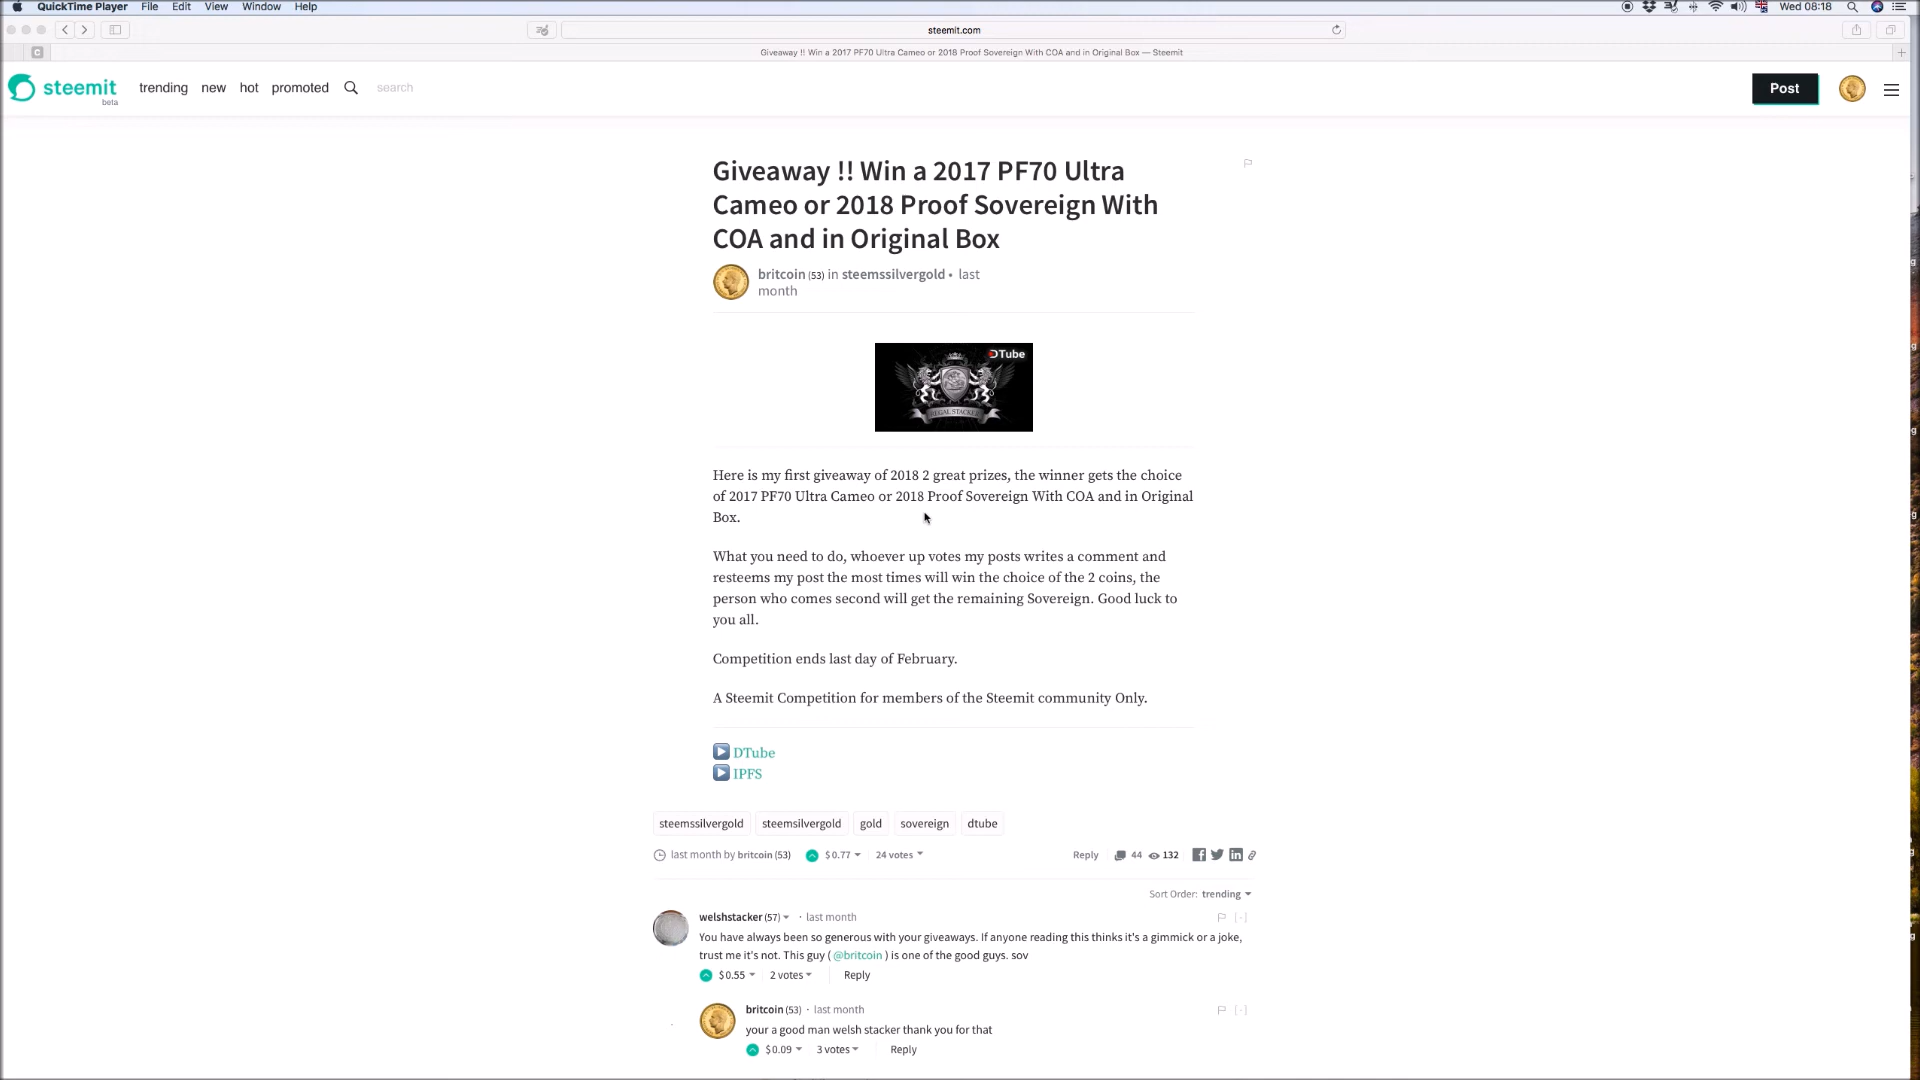 QuickTime Player File Edit View Window Help Wed 08:18
steemit.com
Giveaway !! Win a 2017 PF70 Ultra Cameo or 2018 Proof Sovereign With COA and in Original Box — Steemit
steemit beta trending new hot promoted search Post
Giveaway !! Win a 2017 PF70 Ultra
Cameo or 2018 Proof Sovereign With
COA and in Original Box
britcoin (53) in steemssilvergold • last
month
DTube
REGAL STACKER
Here is my first giveaway of 2018 2 great prizes, the winner gets the choice
of 2017 PF70 Ultra Cameo or 2018 Proof Sovereign With COA and in Original
Box.
What you need to do, whoever up votes my posts writes a comment and
resteems my post the most times will win the choice of the 2 coins, the
person who comes second will get the remaining Sovereign. Good luck to
you all.
Competition ends last day of February.
A Steemit Competition for members of the Steemit community Only.
DTube
IPFS
steemssilvergold steemsilvergold gold sovereign dtube
last month by britcoin (53) $0.77 24 votes Reply 44 132
Sort Order: trending
welshstacker (57) · last month [-]
You have always been so generous with your giveaways. If anyone reading this thinks it's a gimmick or a joke,
trust me it's not. This guy ( @britcoin ) is one of the good guys. sov
$0.55 2 votes Reply
britcoin (53) · last month [-]
your a good man welsh stacker thank you for that
$0.09 3 votes Reply